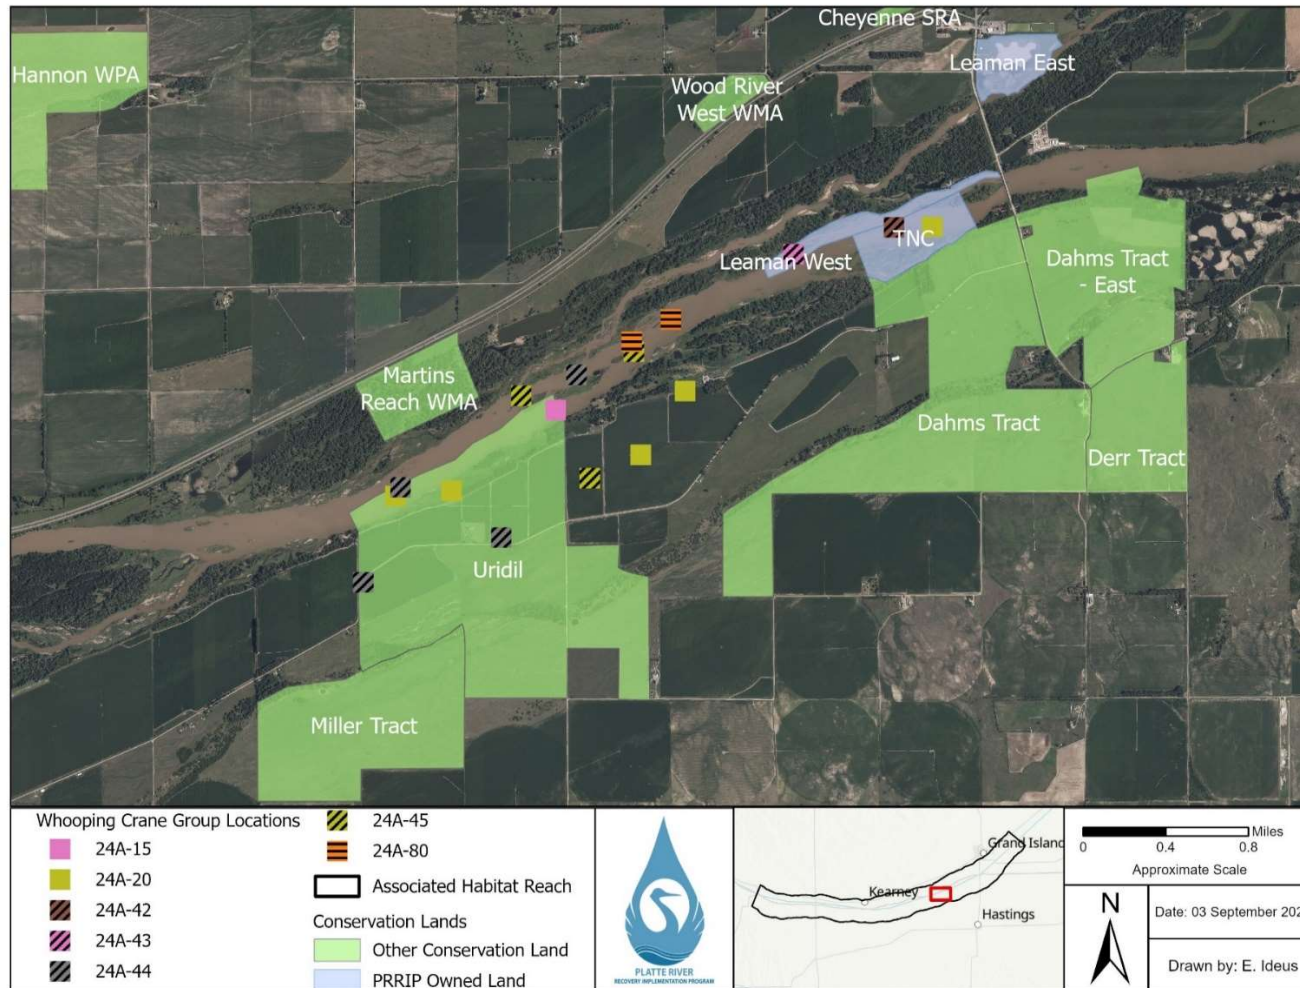 Cheyenne SRA
Hannon WPA
Leaman East
Wood River
West WMA
TNC
Leaman West
Dahms Tract
- East
Martins
Reach WMA
Dahms Tract
Derr Tract
Uridil
Miller Tract
Whooping Crane Group Locations
24A-15
24A-20
24A-42
24A-43
24A-44
24A-45
24A-80
Associated Habitat Reach
Conservation Lands
Other Conservation Land
PRRIP Owned Land
PLATTE RIVER
RECOVERY IMPLEMENTATION PROGRAM
Grand Island
Kearney
Hastings
Miles
0 0.4 0.8
Approximate Scale
N
Date: 03 September 202
Drawn by: E. Ideus